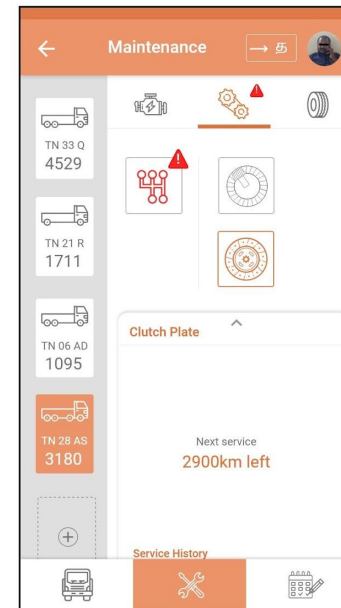 Maintenance
→ த
TN 33 Q
4529
TN 21 R
1711
TN 06 AD
1095
TN 28 AS
3180
Clutch Plate
Next service
2900km left
Service History